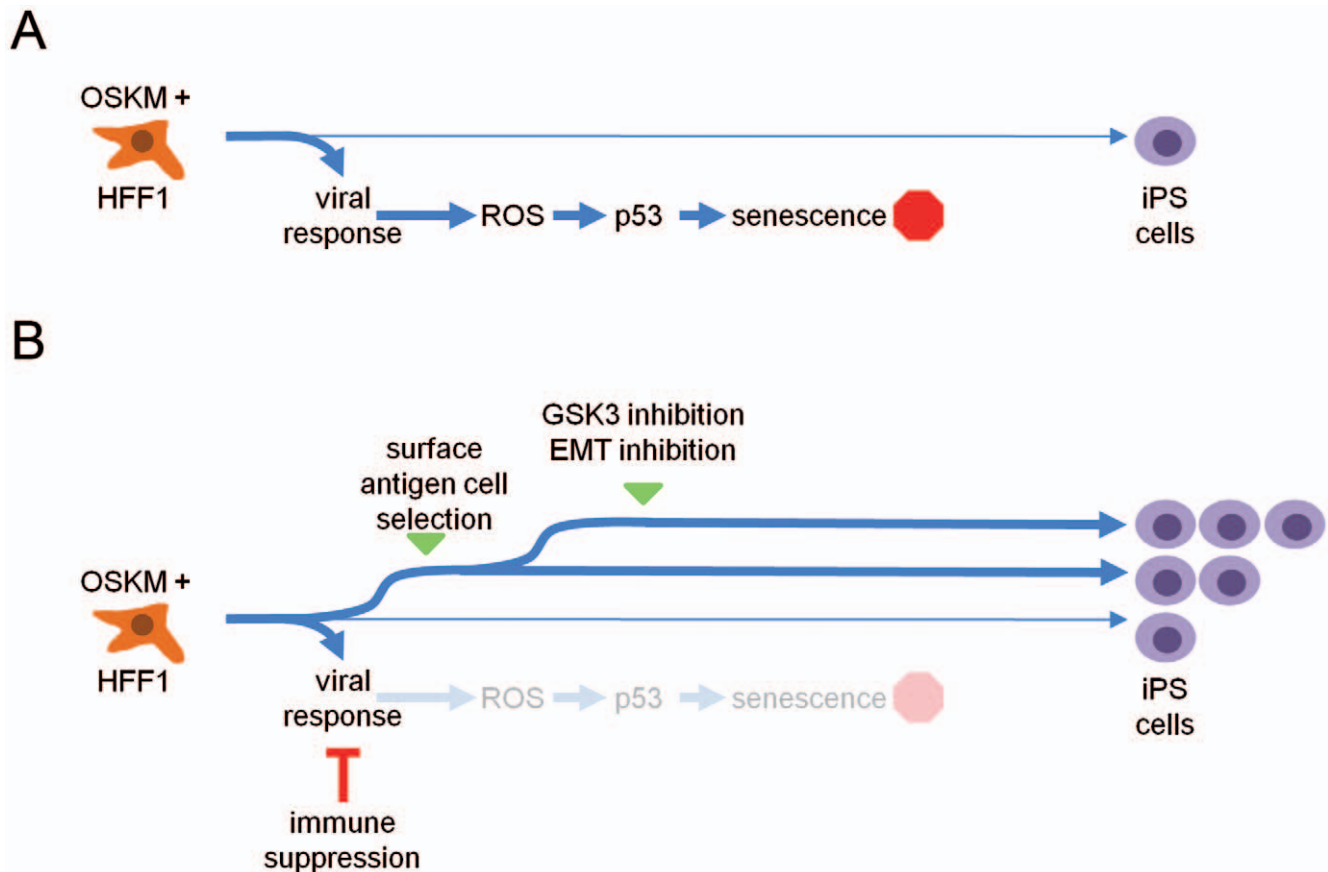 A
OSKM +
HFF1
viral
response
ROS
p53
senescence
iPS
cells
B
GSK3 inhibition
EMT inhibition
surface
antigen cell
selection
OSKM +
HFF1
viral
response
ROS
p53
senescence
iPS
cells
immune
suppression